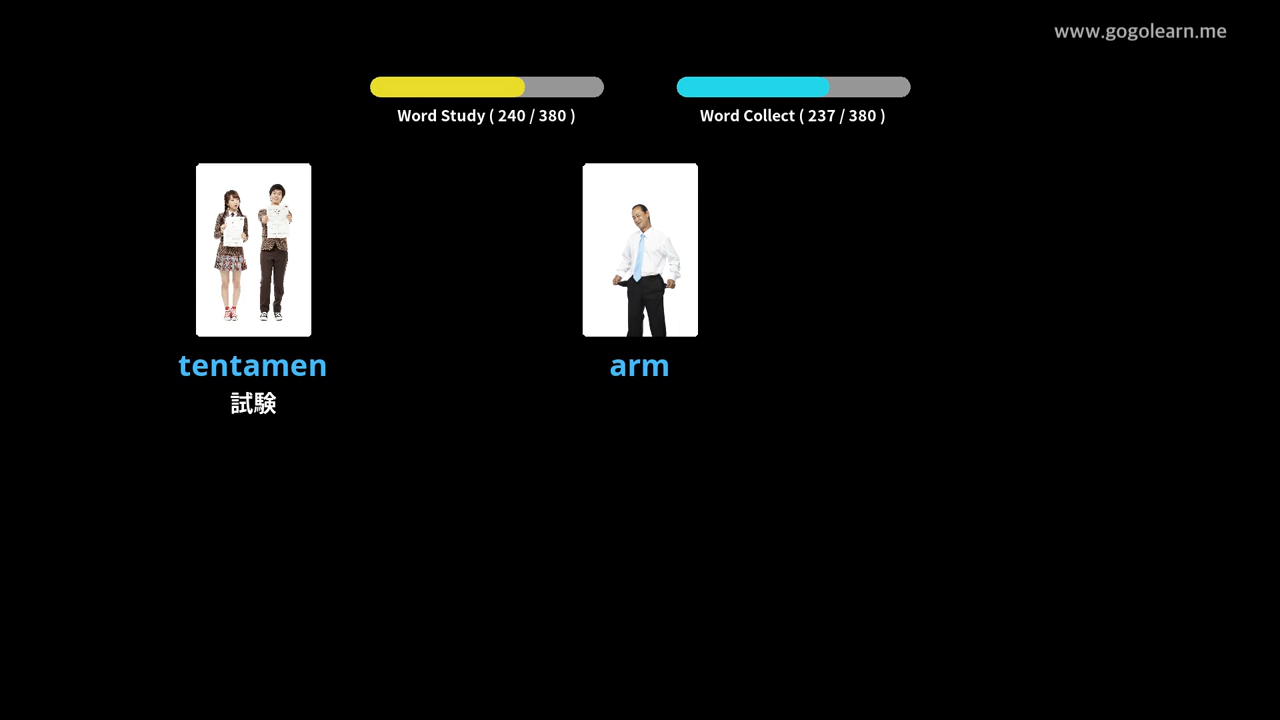 www.gogolearn.me
Word Study ( 240 / 380 )
Word Collect ( 237 / 380 )
tentamen
試験
arm